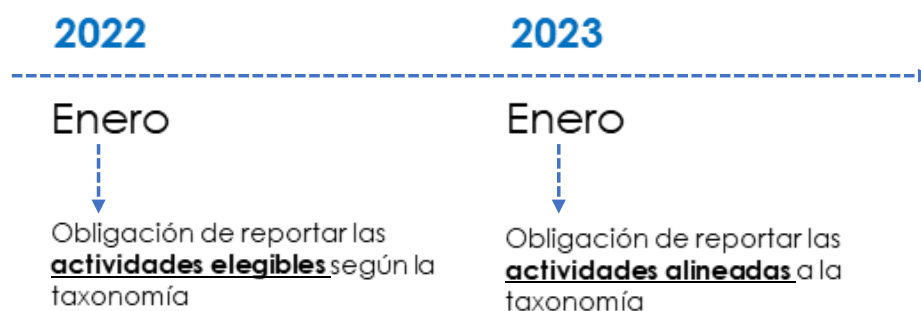 2022
2023
Enero
Enero
Obligación de reportar las
actividades elegibles según la
taxonomía
Obligación de reportar las
actividades alineadas a la
taxonomía